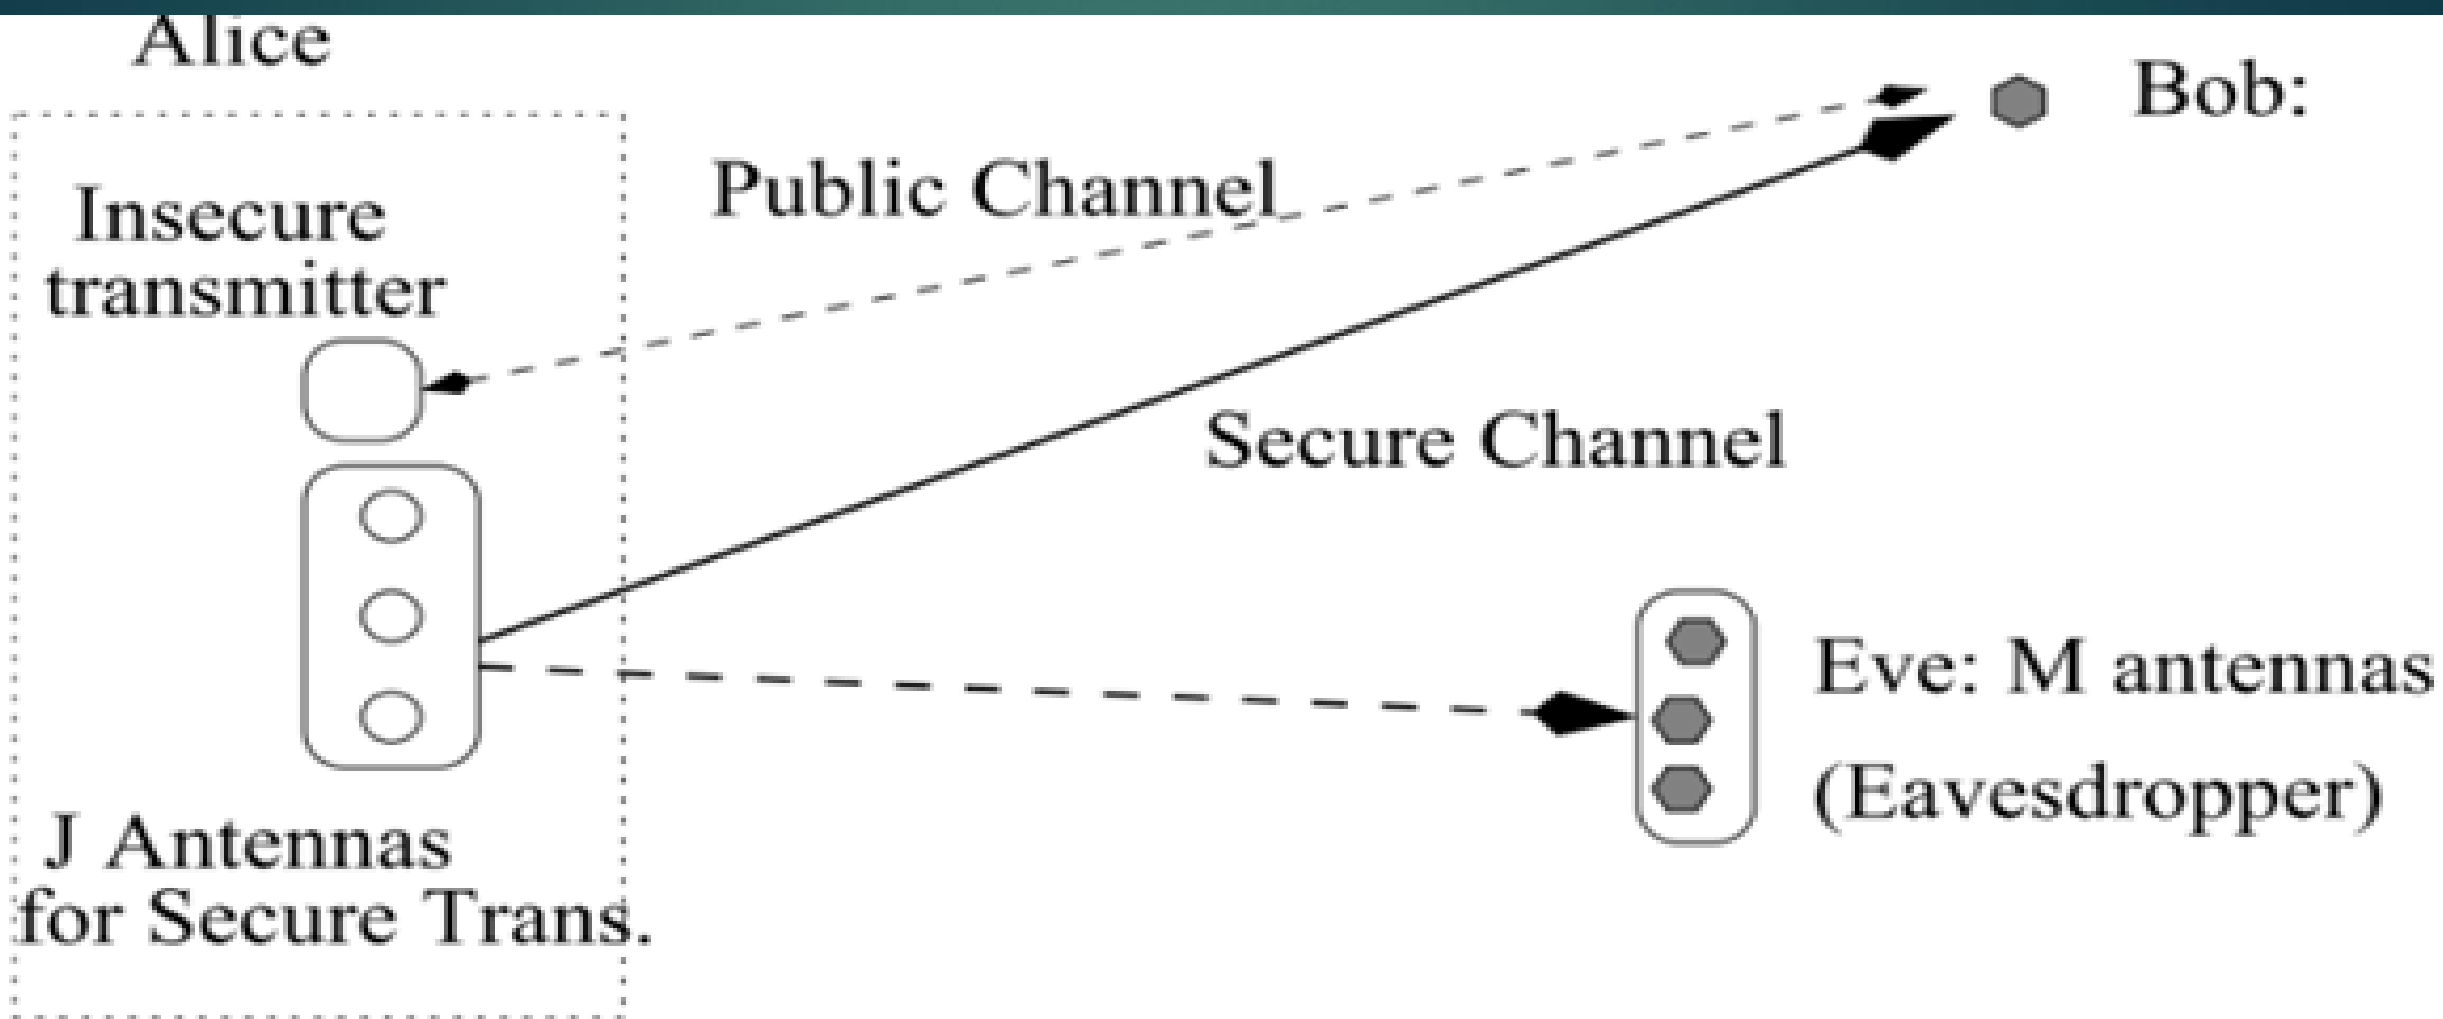 Alice
Bob:
Public Channel
Insecure
transmitter
Secure Channel
Eve: M antennas
(Eavesdropper)
J Antennas
for Secure Trans.